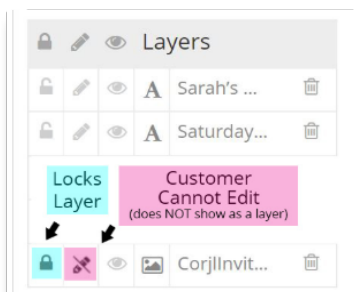 Layers
A Sarah's ...
A Saturday...
Locks
Layer
Customer
Cannot Edit
(does NOT show as a layer)
CorjlInvit...